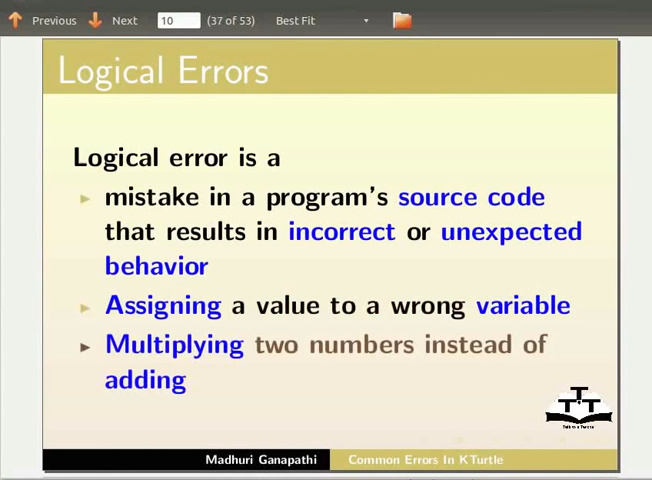 Previous Next 10 (37 of 53) Best Fit
Logical Errors
Logical error is a
mistake in a program's source code
that results in incorrect or unexpected
behavior
Assigning a value to a wrong variable
Multiplying two numbers instead of
adding
T T T
Madhuri Ganapathi Common Errors In KTurtle